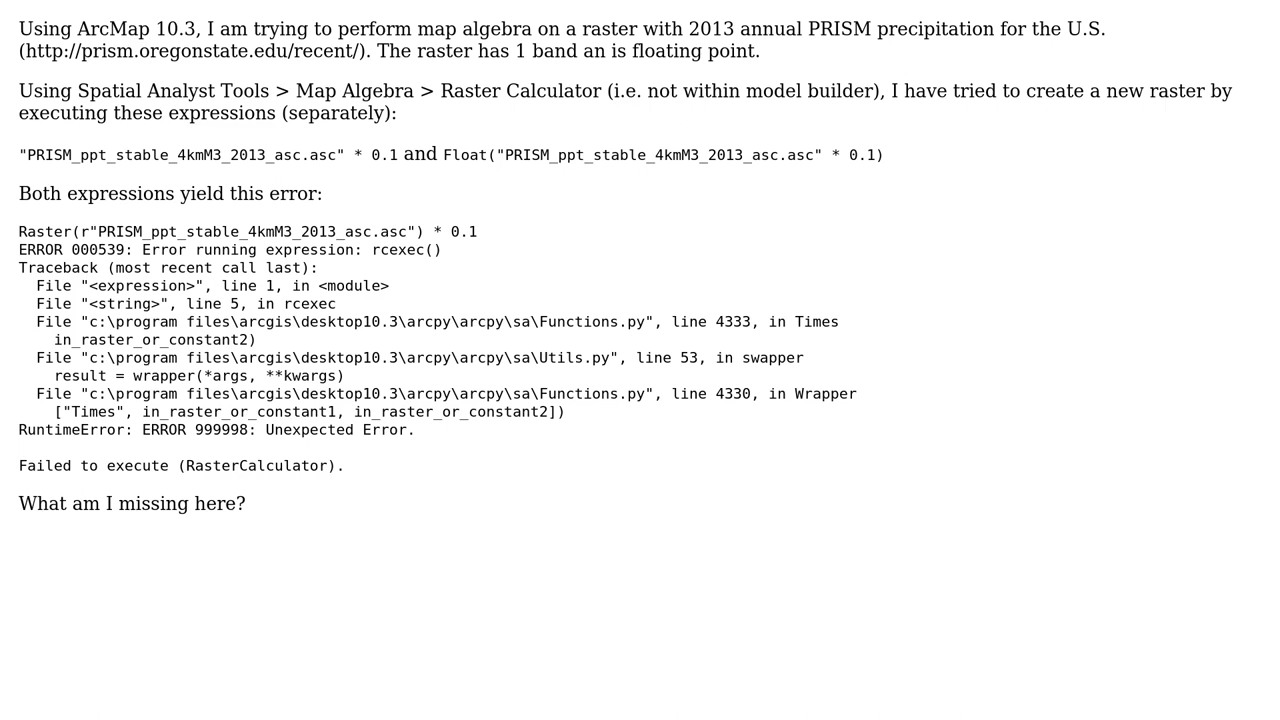 Using ArcMap 10.3, I am trying to perform map algebra on a raster with 2013 annual PRISM precipitation for the U.S.
(http://prism.oregonstate.edu/recent/). The raster has 1 band an is floating point.
Using Spatial Analyst Tools > Map Algebra > Raster Calculator (i.e. not within model builder), I have tried to create a new raster by
executing these expressions (separately):
"PRISM_ppt_stable_4kmM3_2013_asc.asc" * 0.1 and Float("PRISM_ppt_stable_4kmM3_2013_asc.asc" * 0.1)
Both expressions yield this error:
Raster(r"PRISM_ppt_stable_4kmM3_2013_asc.asc") * 0.1
ERROR 000539: Error running expression: rcexec()
Traceback (most recent call last):
  File "<expression>", line 1, in <module>
  File "<string>", line 5, in rcexec
  File "c:\program files\arcgis\desktop10.3\arcpy\arcpy\sa\Functions.py", line 4333, in Times
    in_raster_or_constant2)
  File "c:\program files\arcgis\desktop10.3\arcpy\arcpy\sa\Utils.py", line 53, in swapper
    result = wrapper(*args, **kwargs)
  File "c:\program files\arcgis\desktop10.3\arcpy\arcpy\sa\Functions.py", line 4330, in Wrapper
    ["Times", in_raster_or_constant1, in_raster_or_constant2])
RuntimeError: ERROR 999998: Unexpected Error.
Failed to execute (RasterCalculator).
What am I missing here?